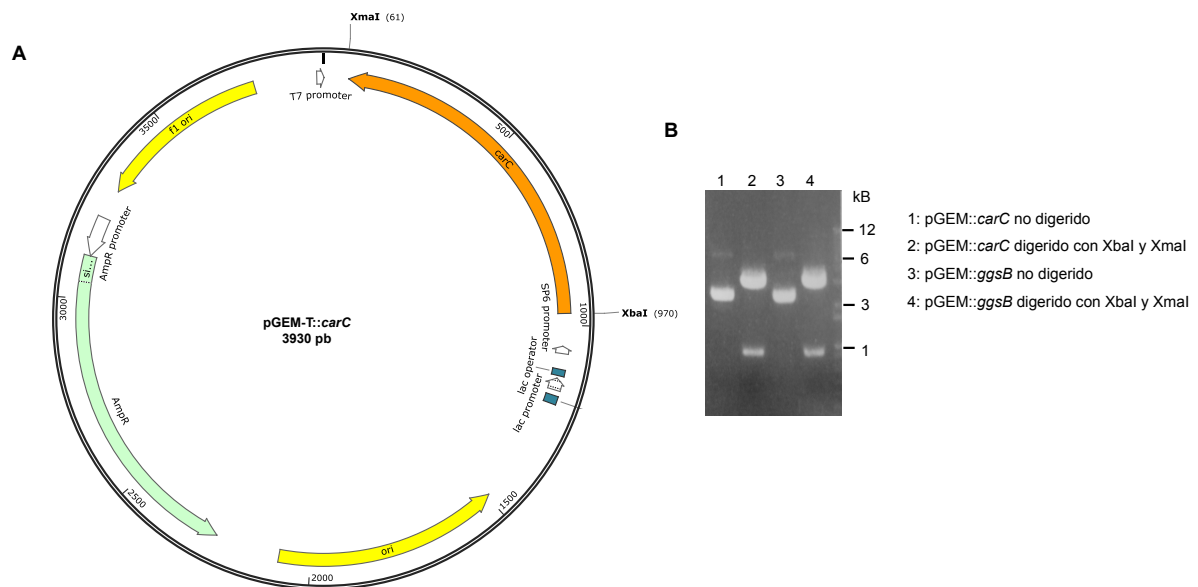 A
XmaI (61)
T7 promoter
f1 ori
3500
carC
500
AmpR promoter
si...
3000
AmpR
2500
pGEM-T::carC
3930 pb
SP6 promoter
1000
XbaI (970)
lac operator
lac promoter
1500
ori
2000
B
1 2 3 4
kB
12
6
3
1
1: pGEM::carC no digerido
2: pGEM::carC digerido con XbaI y XmaI
3: pGEM::ggsB no digerido
4: pGEM::ggsB digerido con XbaI y XmaI